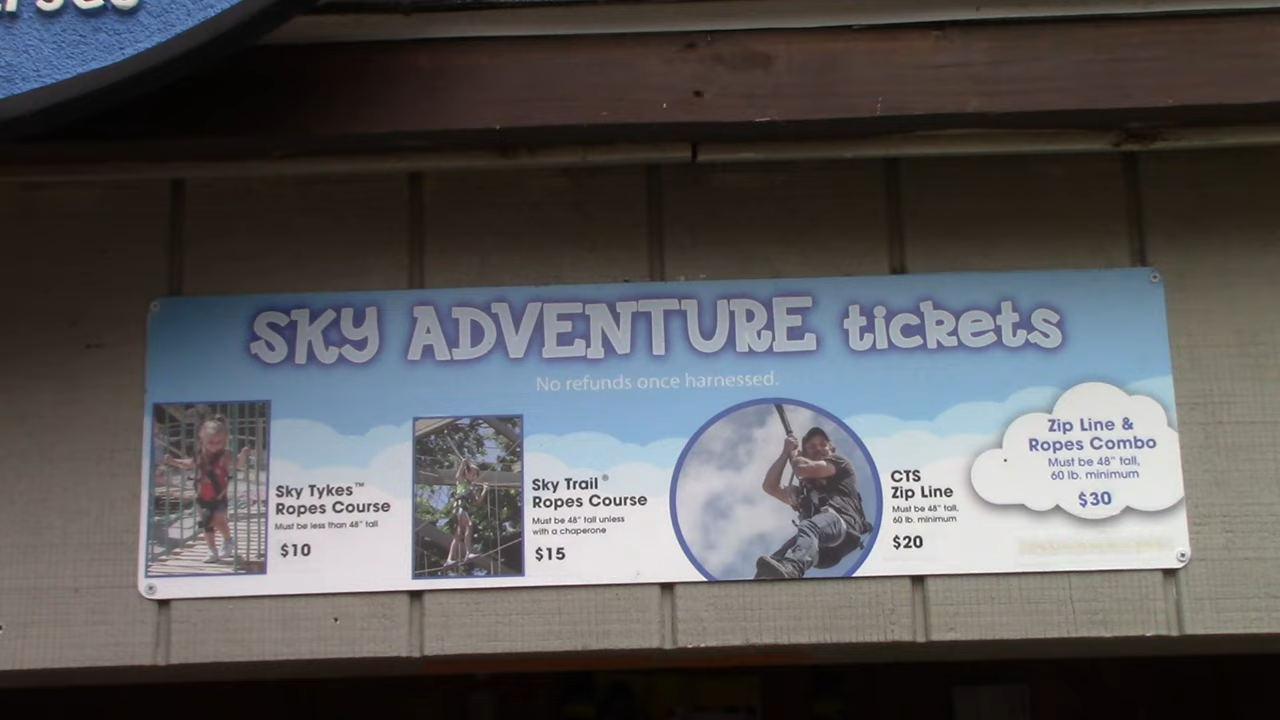 SKY ADVENTURE tickets
No refunds once harnessed.
Sky Tykes™
Ropes Course
Must be less than 48" tall
$10
Sky Trail®
Ropes Course
Must be 48" tall unless
with a chaperone
$15
CTS
Zip Line
Must be 48" tall,
60 lb. minimum
$20
Zip Line &
Ropes Combo
Must be 48" tall,
60 lb. minimum
$30